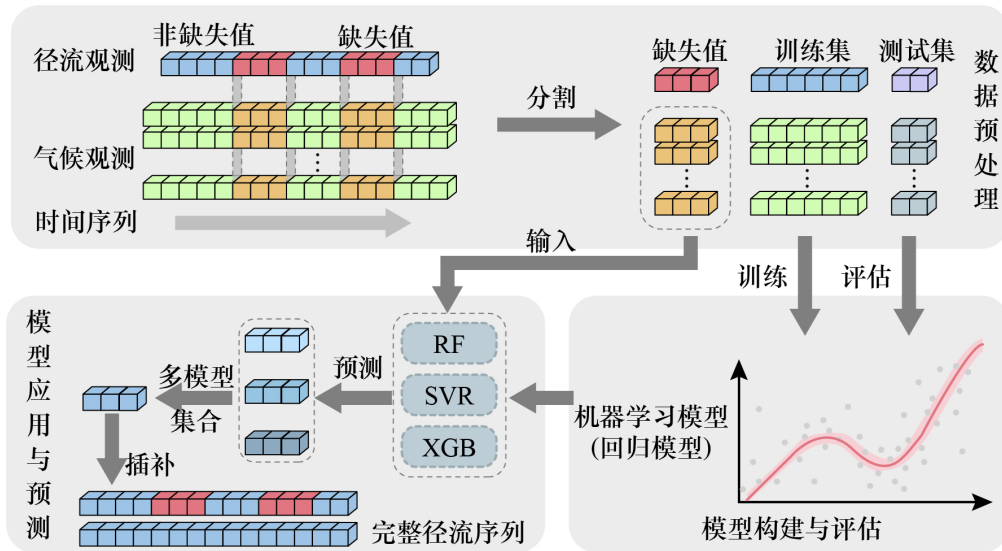 非缺失值
缺失值
径流观测
气候观测
时间序列
分割
缺失值
训练集
测试集
数据预处理
输入
训练
评估
模型应用与预测
RF
SVR
XGB
预测
多模型
集合
插补
完整径流序列
机器学习模型
(回归模型)
模型构建与评估